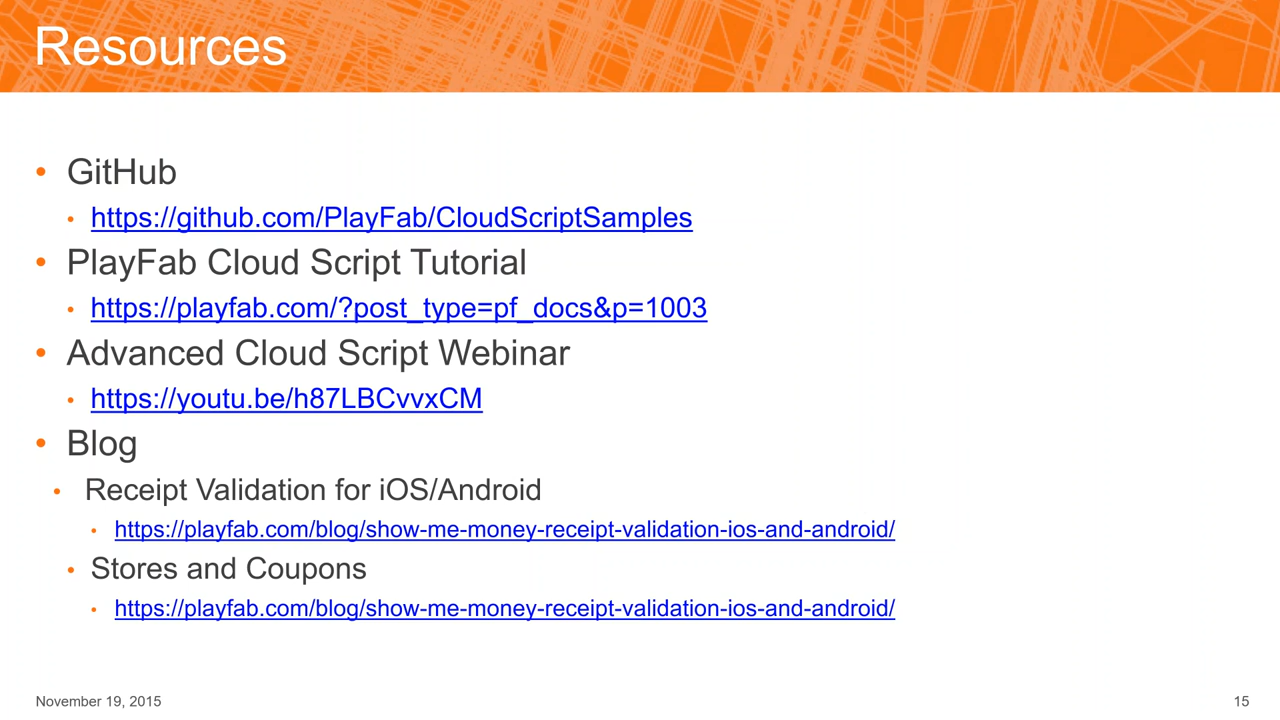 Resources
• GitHub
• https://github.com/PlayFab/CloudScriptSamples
• PlayFab Cloud Script Tutorial
• https://playfab.com/?post_type=pf_docs&p=1003
• Advanced Cloud Script Webinar
• https://youtu.be/h87LBCvvxCM
• Blog
• Receipt Validation for iOS/Android
• https://playfab.com/blog/show-me-money-receipt-validation-ios-and-android/
• Stores and Coupons
• https://playfab.com/blog/show-me-money-receipt-validation-ios-and-android/
November 19, 2015
15